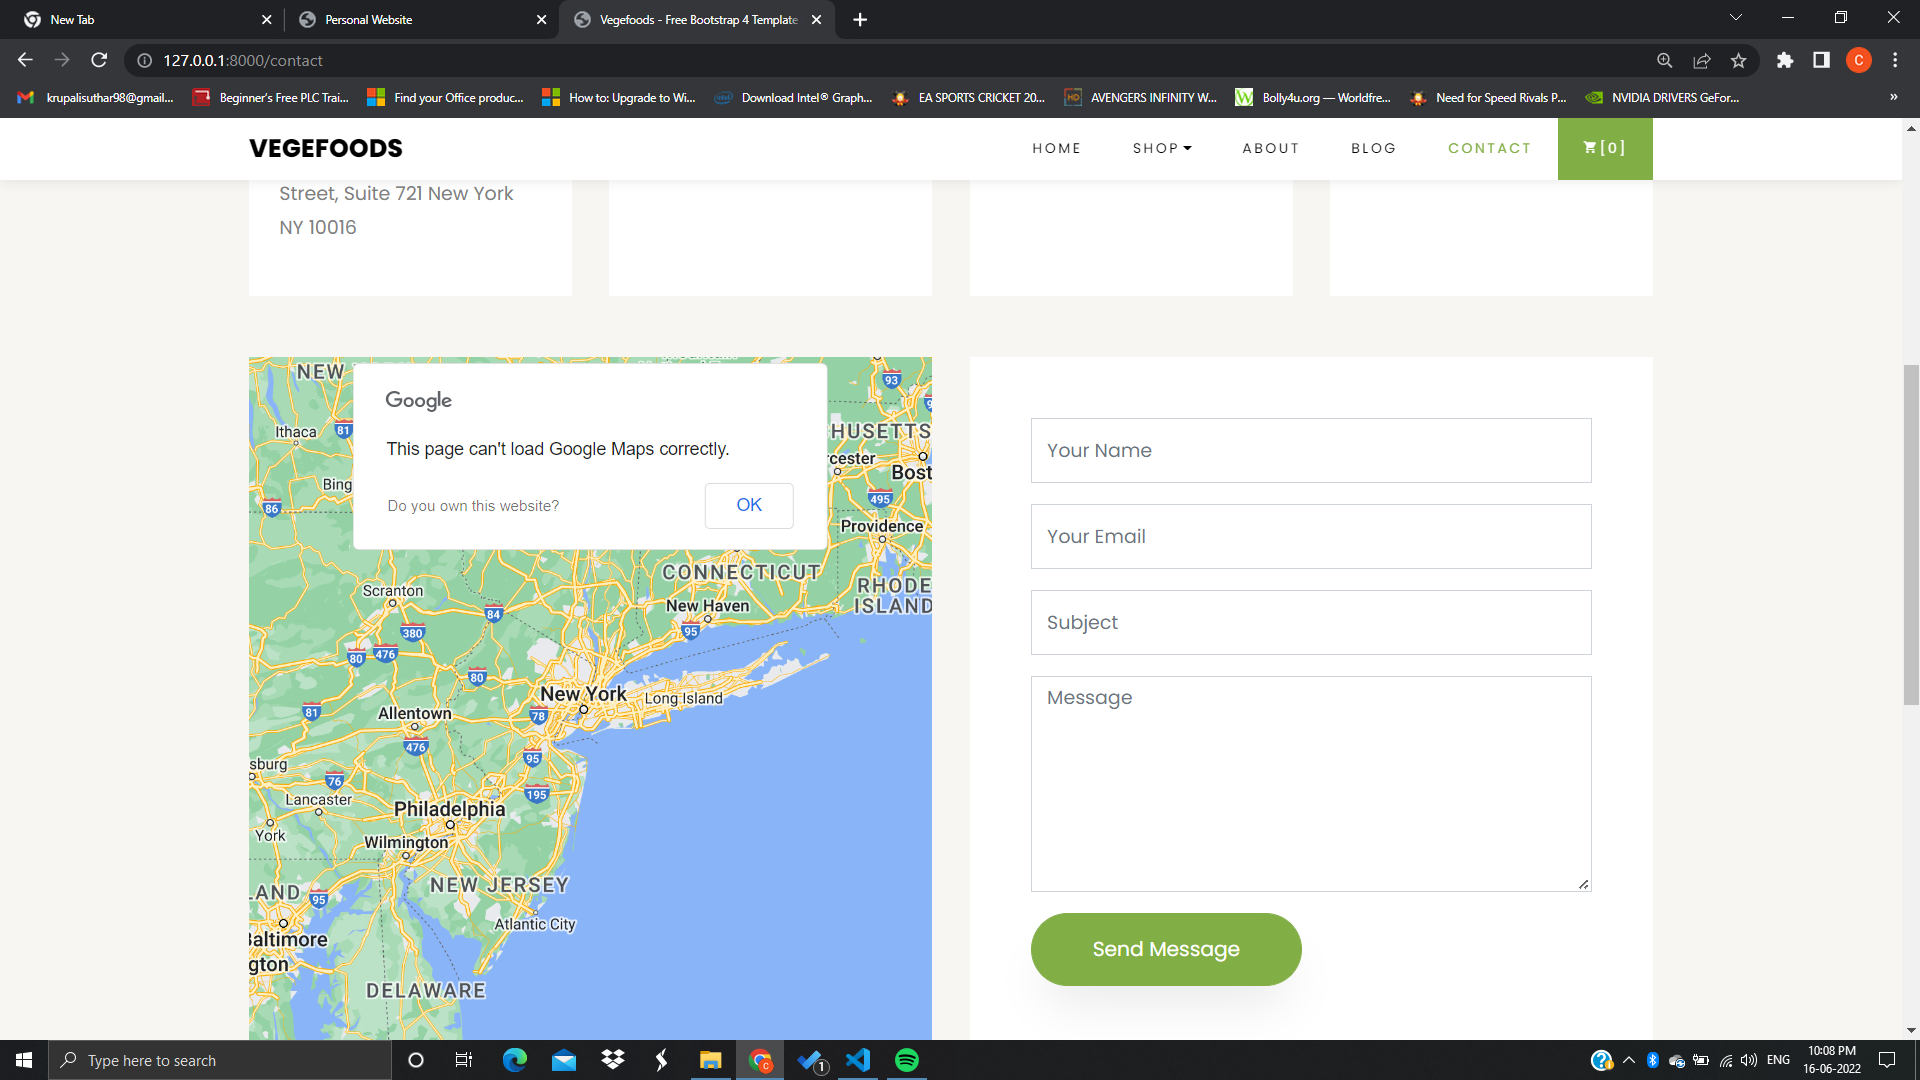 New Tab
Personal Website
Vegefoods - Free Bootstrap 4 Template
127.0.0.1:8000/contact
C
krupalisuthar98@gmail...
Beginner's Free PLC Trai...
Find your Office produc...
How to: Upgrade to Wi...
Download Intel® Graph...
EA SPORTS CRICKET 20...
AVENGERS INFINITY W...
Bolly4u.org — Worldfre...
Need for Speed Rivals P...
NVIDIA DRIVERS GeFor...
»
VEGEFOODS
HOME
SHOP
ABOUT
BLOG
CONTACT
[0]
Street, Suite 721 New York
NY 10016
NEW
Google
This page can't load Google Maps correctly.
Do you own this website?
OK
93
Ithaca
81
HUSETTS
rcester
Bost
Bing
86
495
Providence
CONNECTICUT
RHODE
ISLAND
Scranton
84
New Haven
95
380
80
476
80
New York
Long Island
81
Allentown
78
476
95
sburg
76
195
Lancaster
Philadelphia
York
Wilmington
NEW JERSEY
LAND
95
Atlantic City
Baltimore
gton
DELAWARE
Your Name
Your Email
Subject
Message
Send Message
Type here to search
C
1
ENG
10:08 PM
16-06-2022